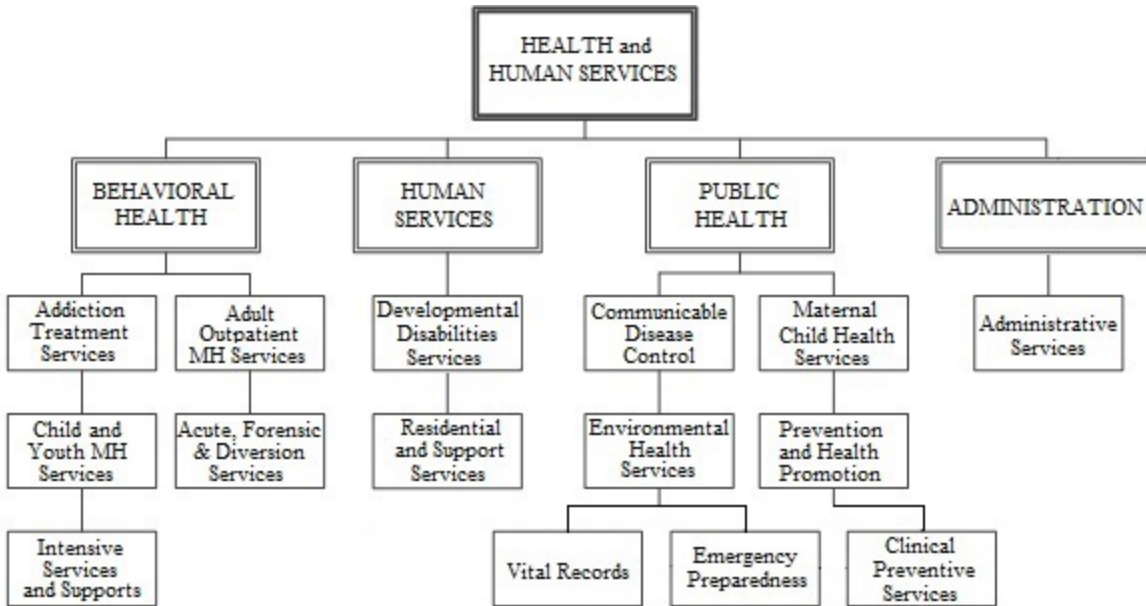 HEALTH and
HUMAN SERVICES
BEHAVIORAL
HEALTH
HUMAN
SERVICES
PUBLIC
HEALTH
ADMINISTRATION
Addiction
Treatment
Services
Adult
Outpatient
MH Services
Developmental
Disabilities
Services
Communicable
Disease
Control
Maternal
Child Health
Services
Administrative
Services
Child and
Youth MH
Services
Acute, Forensic
& Diversion
Services
Residential
and Support
Services
Environmental
Health
Services
Prevention
and Health
Promotion
Intensive
Services
and Supports
Vital Records
Emergency
Preparedness
Clinical
Preventive
Services